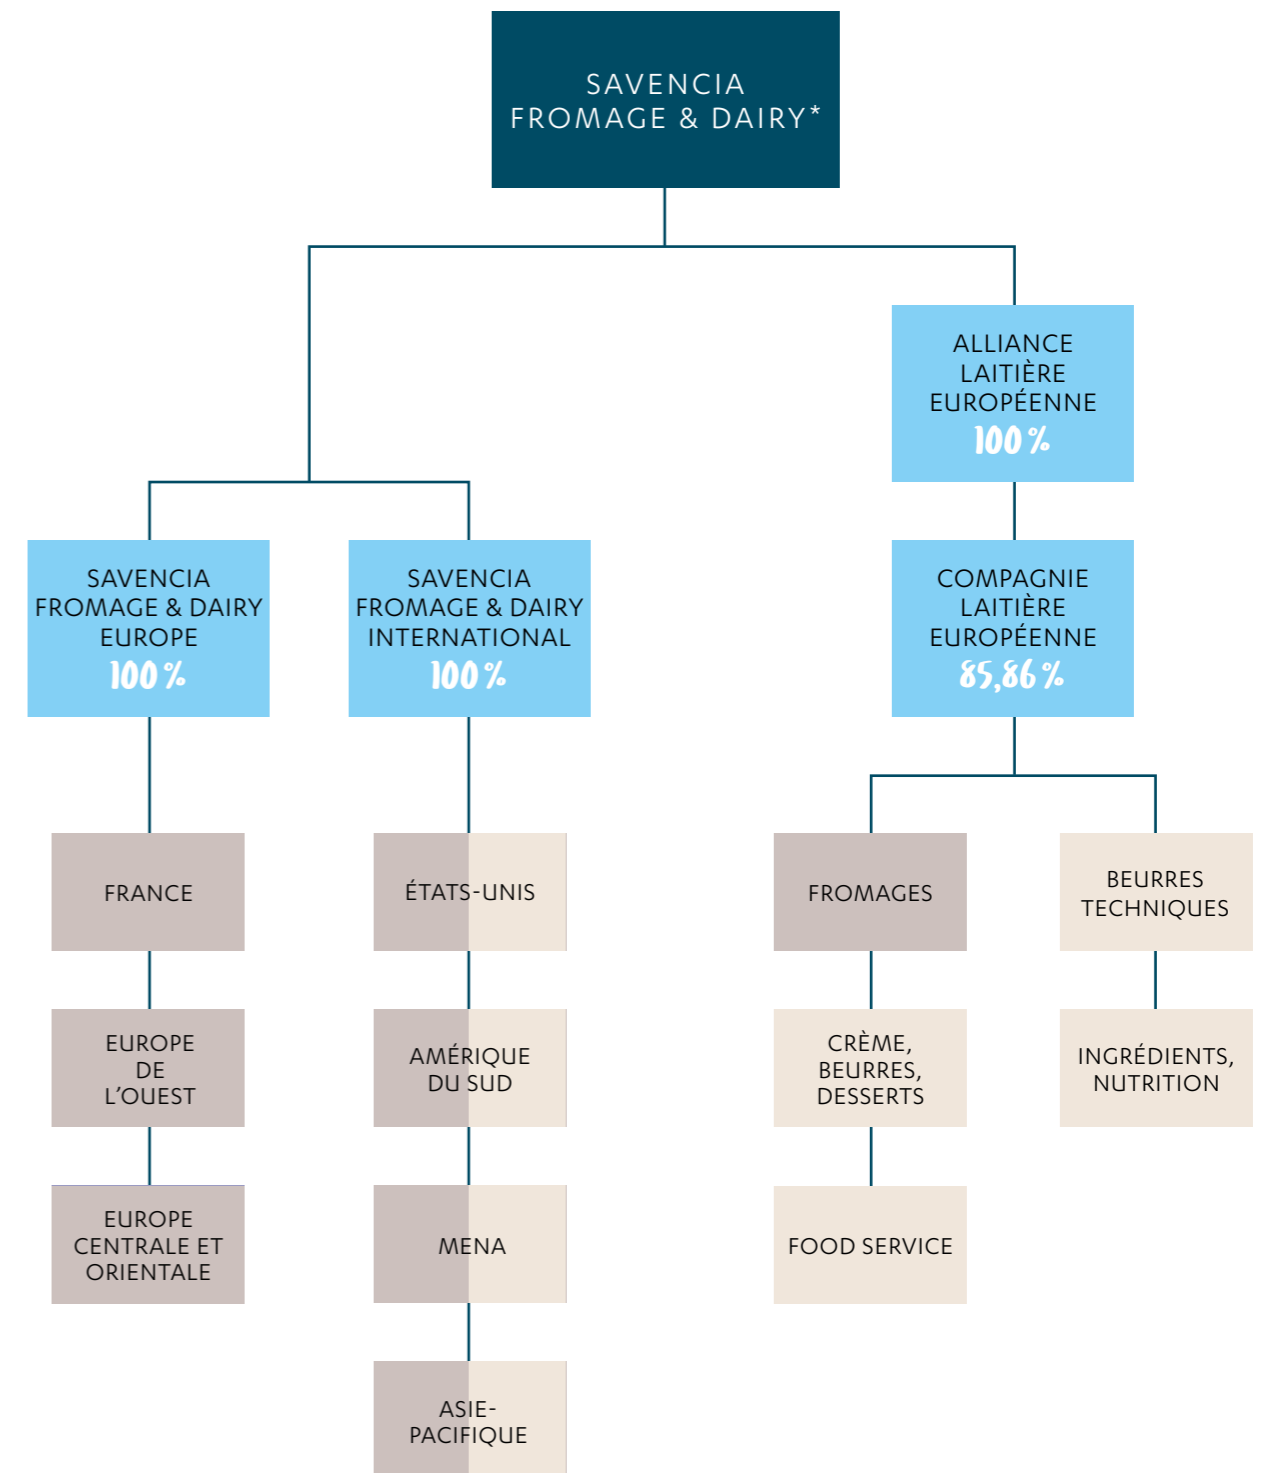 SAVENCIA
FROMAGE & DAIRY*
ALLIANCE
LAITIÈRE
EUROPÉENNE
100 %
SAVENCIA
FROMAGE & DAIRY
EUROPE
100 %
SAVENCIA
FROMAGE & DAIRY
INTERNATIONAL
100 %
COMPAGNIE
LAITIÈRE
EUROPÉENNE
85,86 %
FRANCE
ÉTATS-UNIS
FROMAGES
BEURRES
TECHNIQUES
EUROPE
DE
L’OUEST
AMÉRIQUE
DU SUD
CRÈME,
BEURRES,
DESSERTS
INGRÉDIENTS,
NUTRITION
EUROPE
CENTRALE ET
ORIENTALE
MENA
FOOD SERVICE
ASIE-
PACIFIQUE